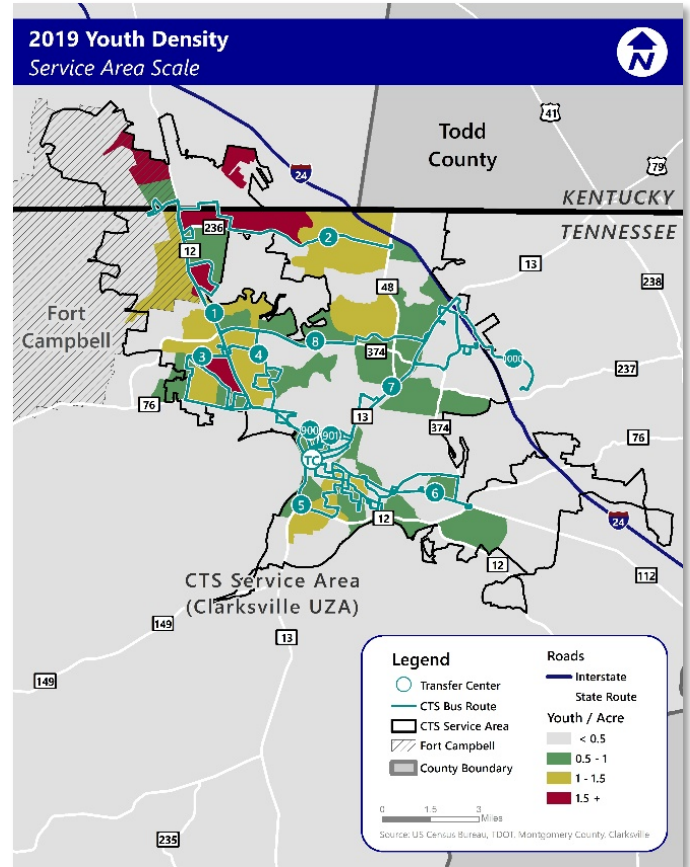 2019 Youth Density
Service Area Scale
N
41
Todd
County
79
24
KENTUCKY
TENNESSEE
236
2
12
13
48
238
Fort
Campbell
1
8
3
4
374
1000
237
7
76
13
374
76
900
901
TC
6
5
12
24
12
112
CTS Service Area
(Clarksville UZA)
149
13
149
235
Legend
Transfer Center
CTS Bus Route
CTS Service Area
Fort Campbell
County Boundary
0 1.5 3
Miles
Roads
Interstate
State Route
Youth / Acre
< 0.5
0.5 - 1
1 - 1.5
1.5 +
Source: US Census Bureau, TDOT, Montgomery County, Clarksville